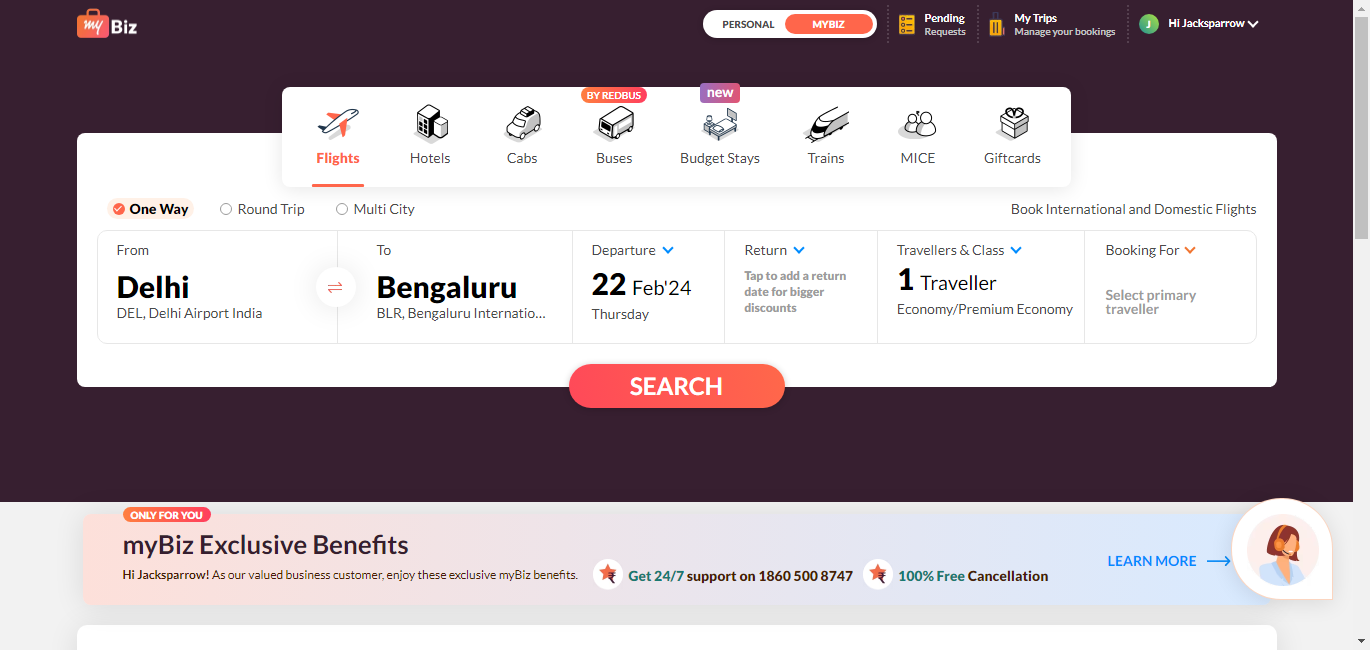 my Biz
PERSONAL
MYBIZ
Pending
Requests
My Trips
Manage your bookings
J
Hi Jacksparrow
Flights
Hotels
Cabs
BY REDBUS
Buses
new
Budget Stays
Trains
MICE
Giftcards
One Way
Round Trip
Multi City
Book International and Domestic Flights
From
Delhi
DEL, Delhi Airport India
To
Bengaluru
BLR, Bengaluru Internatio...
Departure
22 Feb'24
Thursday
Return
Tap to add a return
date for bigger
discounts
Travellers & Class
1 Traveller
Economy/Premium Economy
Booking For
Select primary
traveller
SEARCH
ONLY FOR YOU
myBiz Exclusive Benefits
Hi Jacksparrow! As our valued business customer, enjoy these exclusive myBiz benefits.
₹
Get 24/7 support on 1860 500 8747
₹
100% Free Cancellation
LEARN MORE